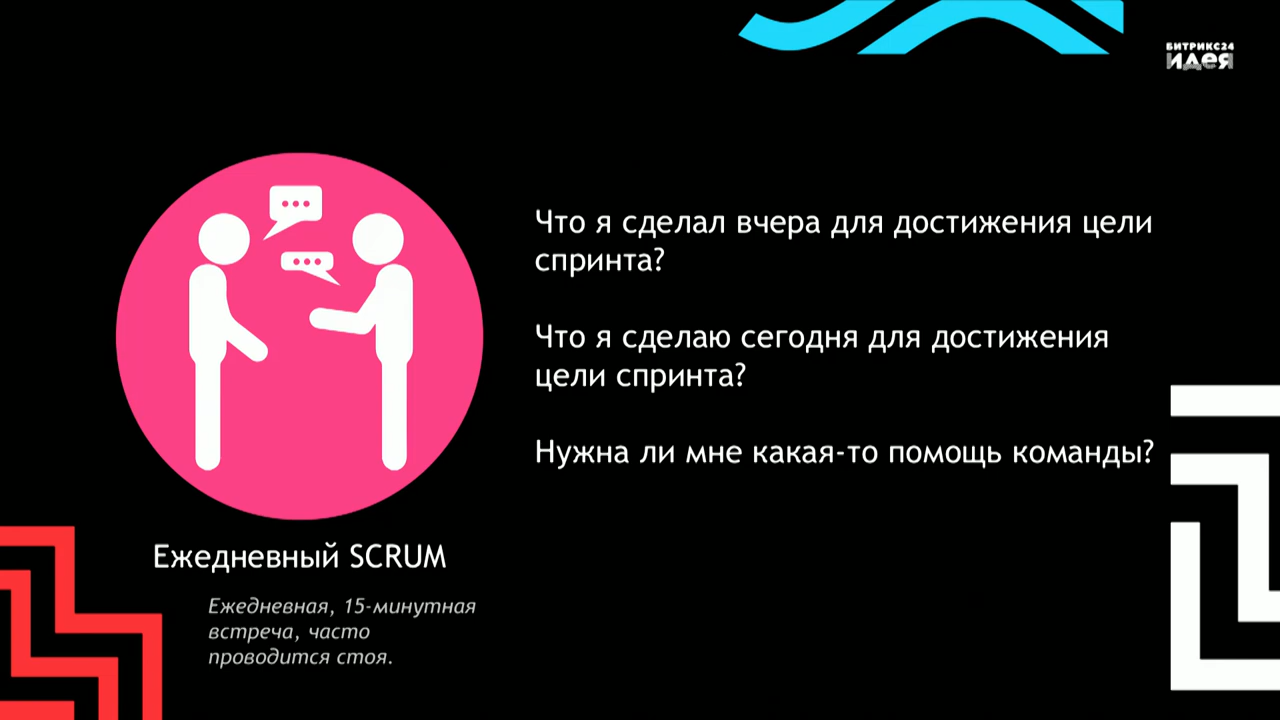 БИТРИКС24
идея
Что я сделал вчера для достижения цели
спринта?
Что я сделаю сегодня для достижения
цели спринта?
Нужна ли мне какая-то помощь команды?
Ежедневный SCRUM
Ежедневная, 15-минутная
встреча, часто
проводится стоя.